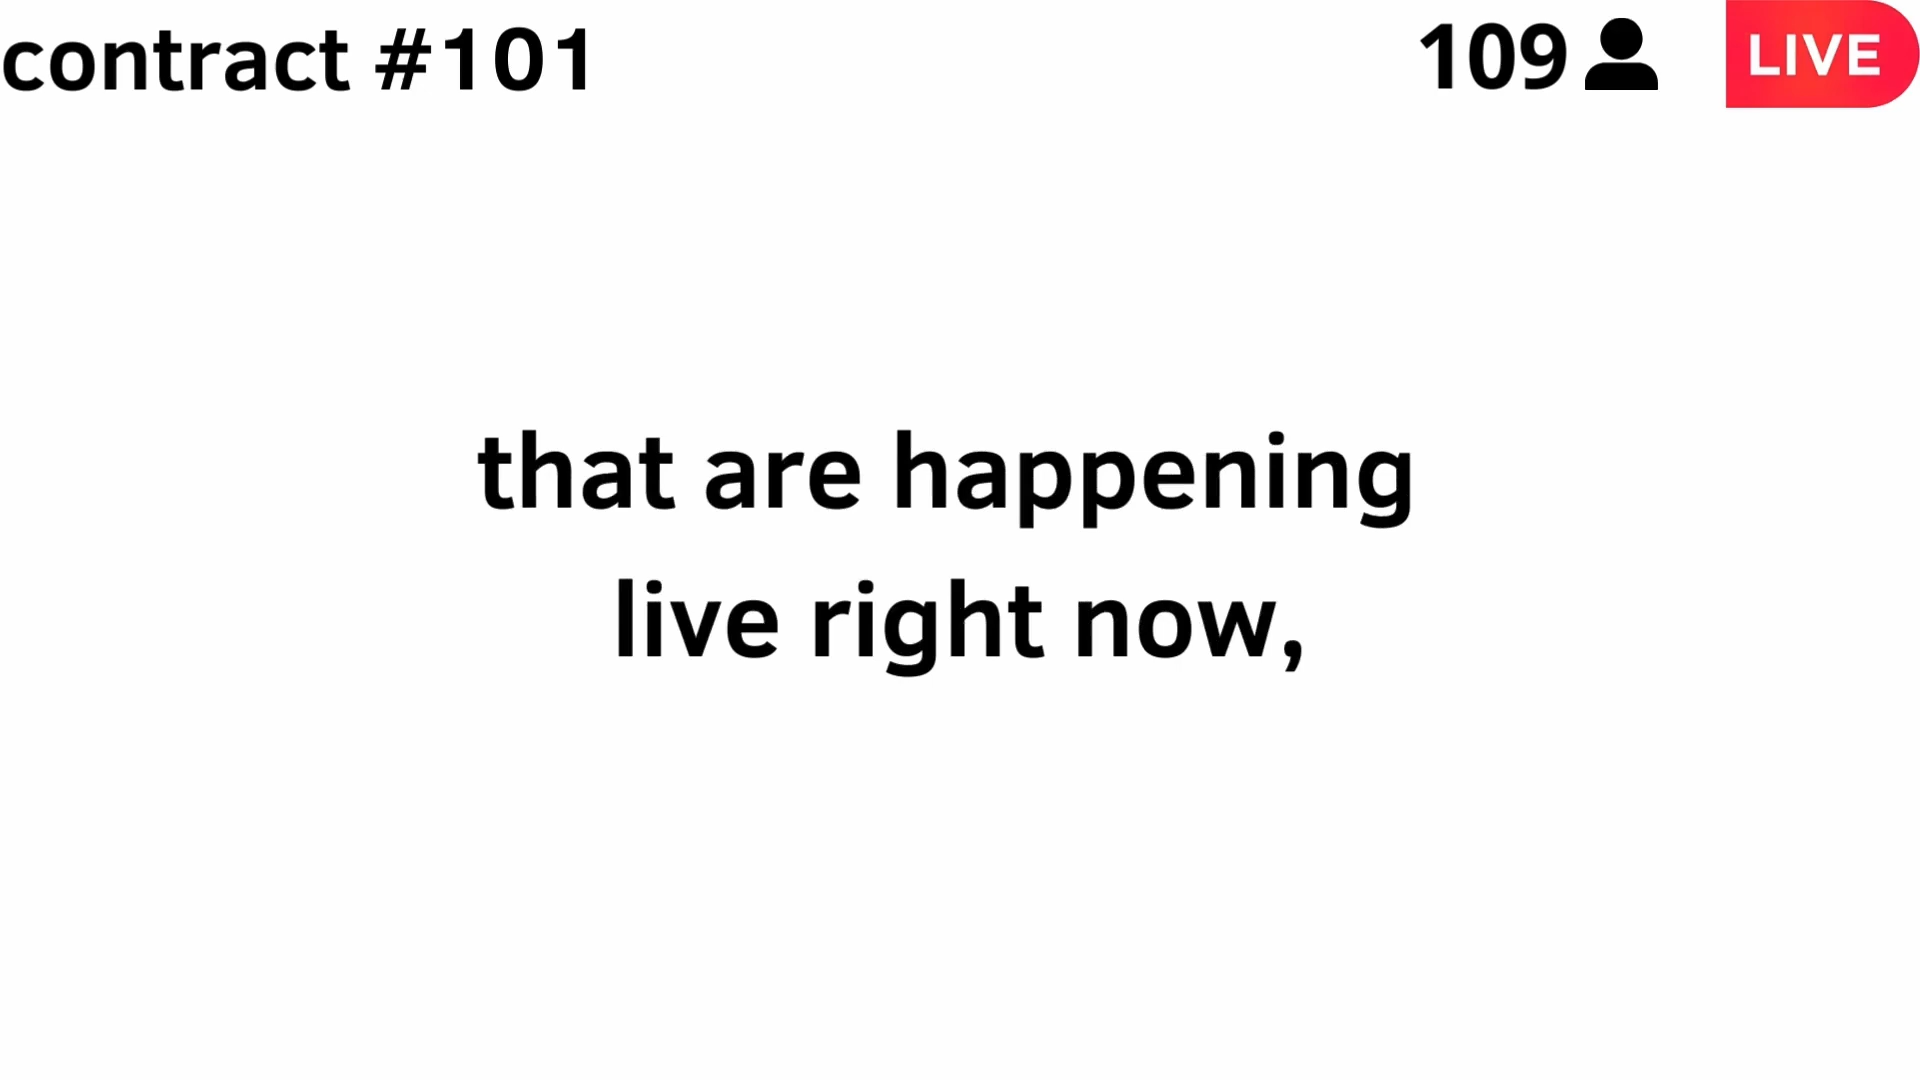 contract #101
109
LIVE
that are happening
live right now,